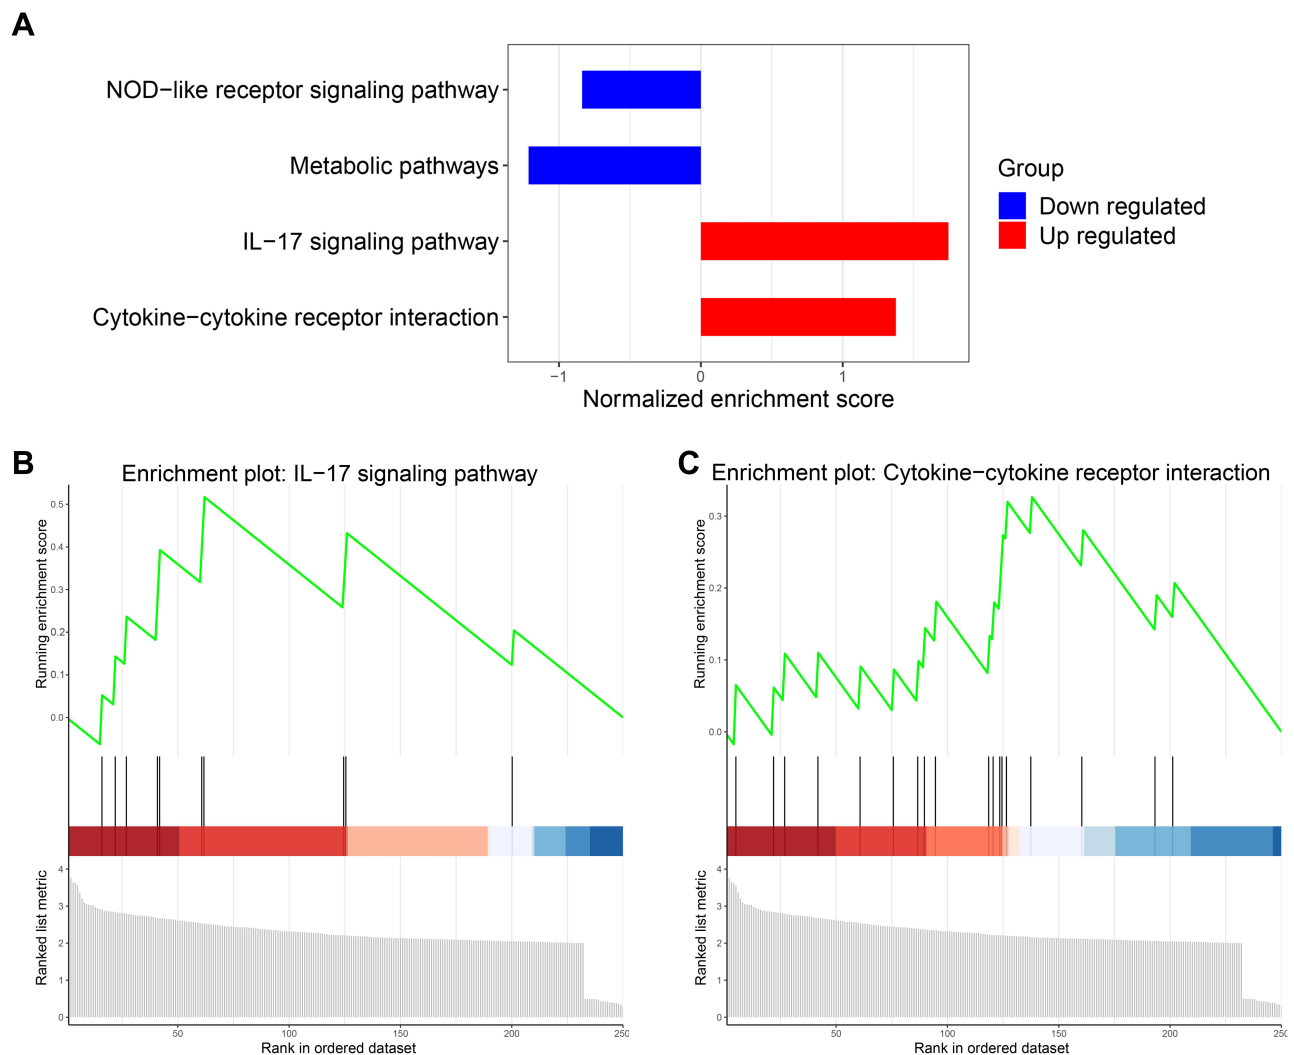 A
NOD−like receptor signaling pathway
Metabolic pathways
IL−17 signaling pathway
Cytokine−cytokine receptor interaction
−1
0
1
Normalized enrichment score
Group
Down regulated
Up regulated
B
Enrichment plot: IL−17 signaling pathway
Running enrichment score
0.5
0.4
0.3
0.2
0.1
0.0
Ranked list metric
4
3
2
1
0
50
100
150
200
250
Rank in ordered dataset
C
Enrichment plot: Cytokine−cytokine receptor interaction
Running enrichment score
0.3
0.2
0.1
0.0
Ranked list metric
4
3
2
1
0
50
100
150
200
250
Rank in ordered dataset